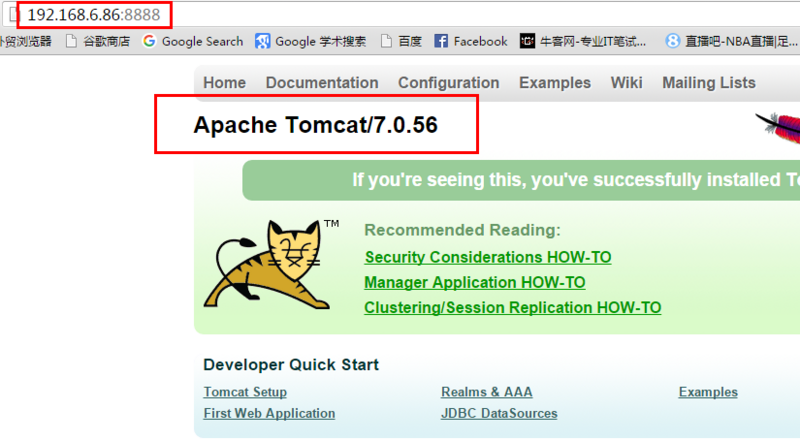 192.168.6.86:8888
外贸浏览器 谷歌商店 Google Search Google 学术搜索 百度 Facebook 牛客网-专业IT笔试... 直播吧-NBA直播|足...
Home Documentation Configuration Examples Wiki Mailing Lists
Apache Tomcat/7.0.56
If you're seeing this, you've successfully installed To
TM
Recommended Reading:
Security Considerations HOW-TO
Manager Application HOW-TO
Clustering/Session Replication HOW-TO
Developer Quick Start
Tomcat Setup Realms & AAA Examples
First Web Application JDBC DataSources